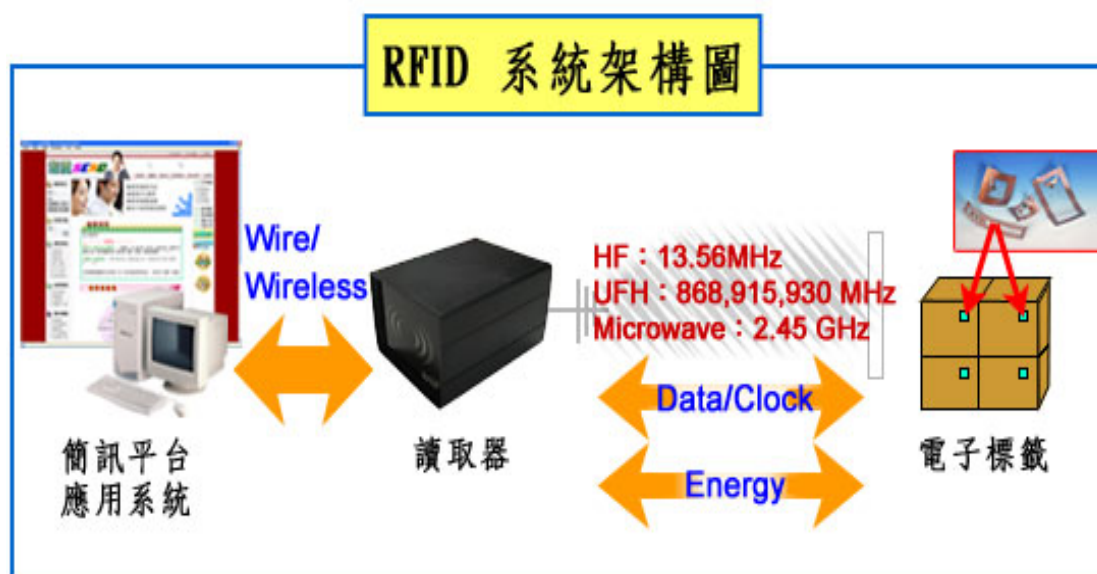 RFID 系統架構圖
Wire/
Wireless
HF：13.56MHz
UFH：868,915,930 MHz
Microwave：2.45 GHz
Data/Clock
Energy
簡訊平台
應用系統
讀取器
電子標籤